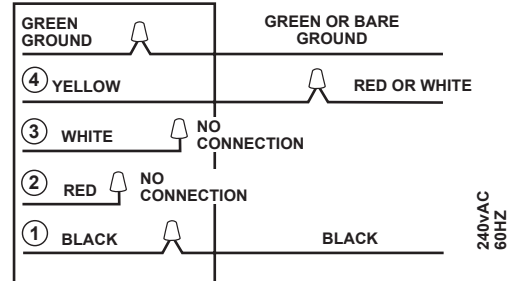 GREEN
GROUND
GREEN OR BARE
GROUND
4 YELLOW
RED OR WHITE
3 WHITE
NO
CONNECTION
2 RED
NO
CONNECTION
1 BLACK
BLACK
240vAC
60HZ